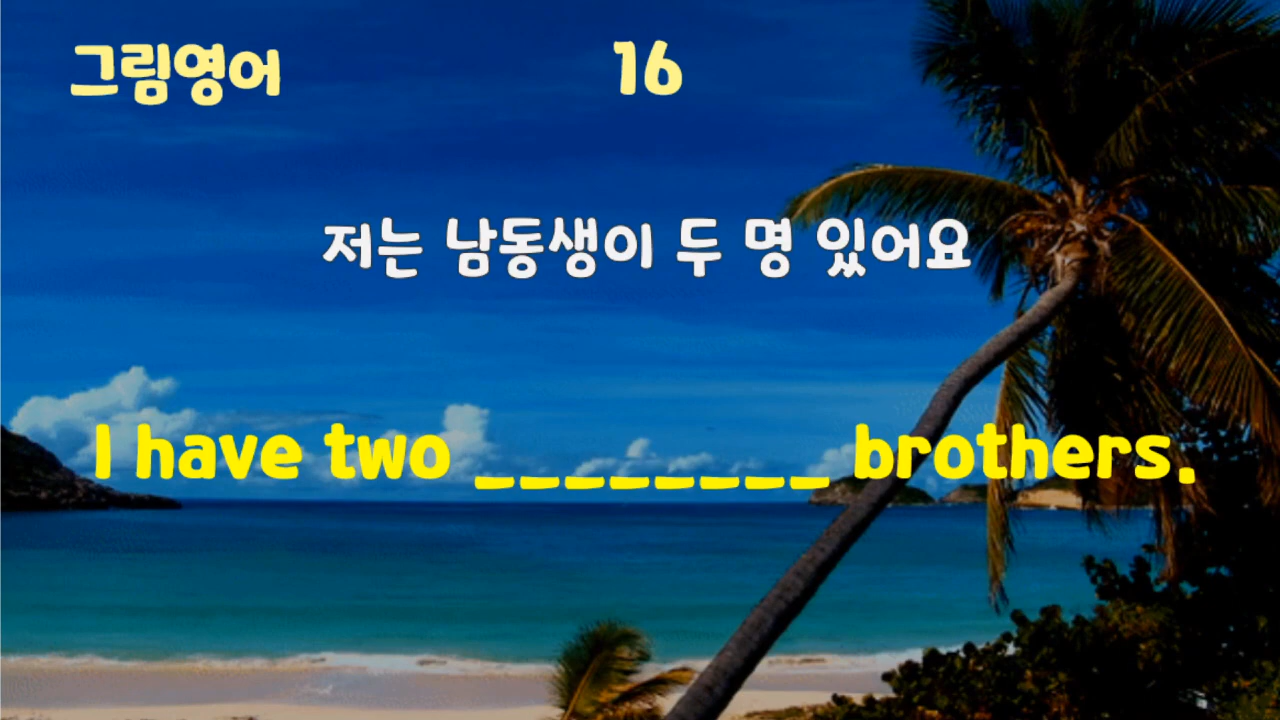 그림영어
16
저는 남동생이 두 명 있어요
I have two ________ brothers.